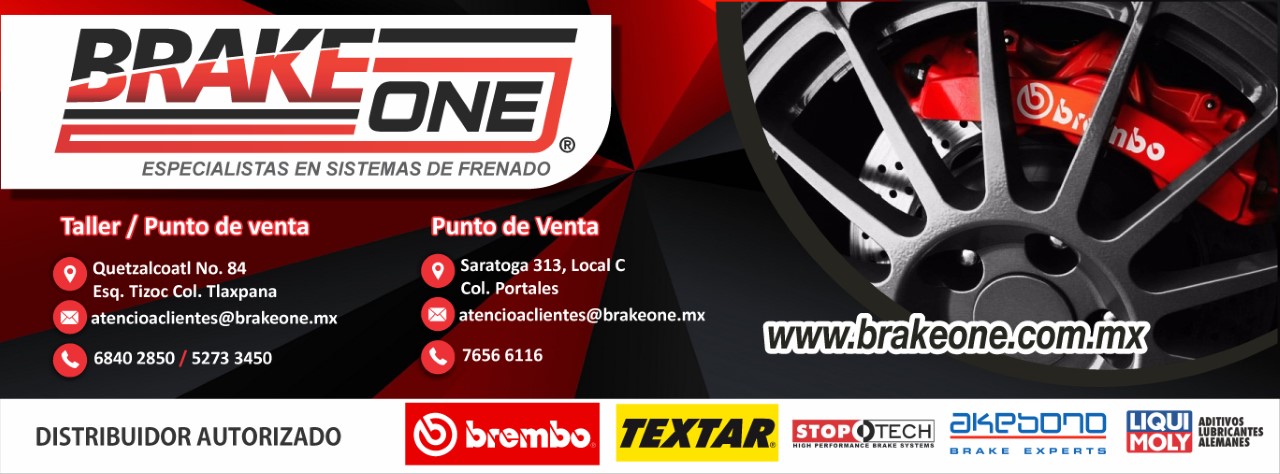 BRAKE
ONE
®
ESPECIALISTAS EN SISTEMAS DE FRENADO
Taller / Punto de venta
Quetzalcoatl No. 84
Esq. Tizoc Col. Tlaxpana
atencioaclientes@brakeone.mx
6840 2850 / 5273 3450
Punto de Venta
Saratoga 313, Local C
Col. Portales
atencioaclientes@brakeone.mx
7656 6116
brembo
www.brakeone.com.mx
DISTRIBUIDOR AUTORIZADO
brembo
TEXTAR
STOPTECH
HIGH PERFORMANCE BRAKE SYSTEMS
akebono
BRAKE EXPERTS
LIQUI
MOLY
ADITIVOS
LUBRICANTES
ALEMANES